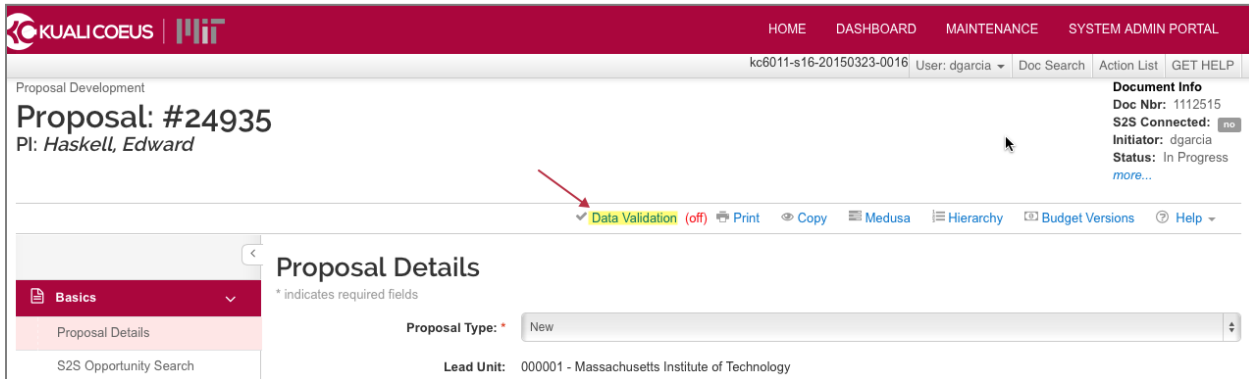 KUALI COEUS MIT
HOME DASHBOARD MAINTENANCE SYSTEM ADMIN PORTAL
kc6011-s16-20150323-0016 User: dgarcia Doc Search Action List GET HELP
Proposal Development
Proposal: #24935
PI: Haskell, Edward
Document Info
Doc Nbr: 1112515
S2S Connected: no
Initiator: dgarcia
Status: In Progress
more...
Data Validation (off) Print Copy Medusa Hierarchy Budget Versions Help
Basics
Proposal Details
S2S Opportunity Search
Proposal Details
* indicates required fields
Proposal Type: * New
Lead Unit: 000001 - Massachusetts Institute of Technology